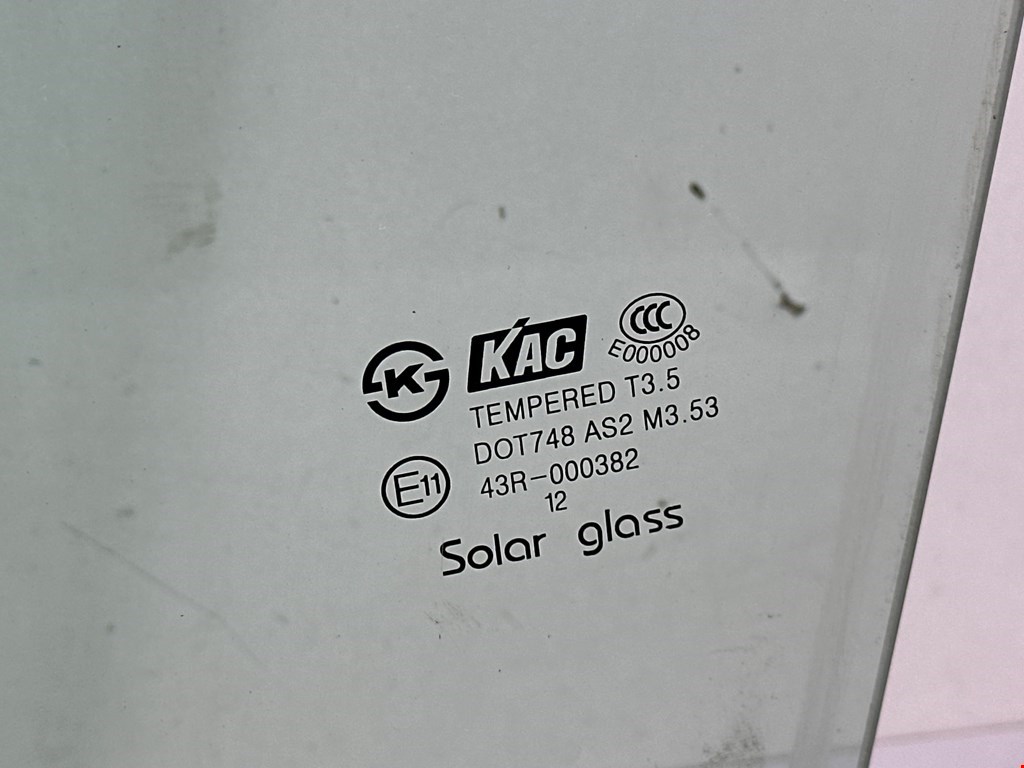 K
KAC
CCC
E000008
TEMPERED T3.5
DOT748 AS2 M3.53
E11
43R-000382
12
Solar glass